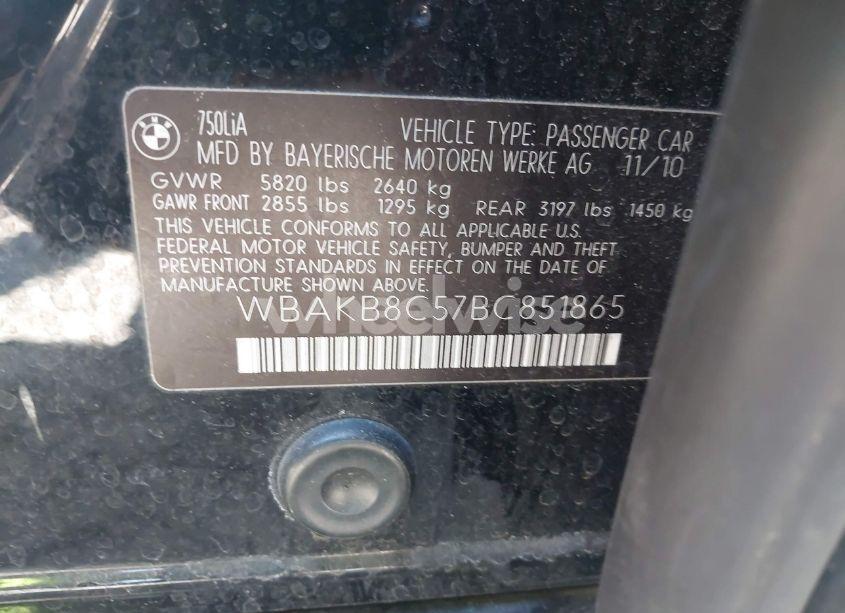 BMW
750LiA VEHICLE TYPE: PASSENGER CAR
MFD BY BAYERISCHE MOTOREN WERKE AG 11/10
GVWR 5820 lbs 2640 kg
GAWR FRONT 2855 lbs 1295 kg REAR 3197 lbs 1450 kg
THIS VEHICLE CONFORMS TO ALL APPLICABLE U.S.
FEDERAL MOTOR VEHICLE SAFETY, BUMPER AND THEFT
PREVENTION STANDARDS IN EFFECT ON THE DATE OF
MANUFACTURE SHOWN ABOVE.
WBAKB8C57BC851865
wheelwise